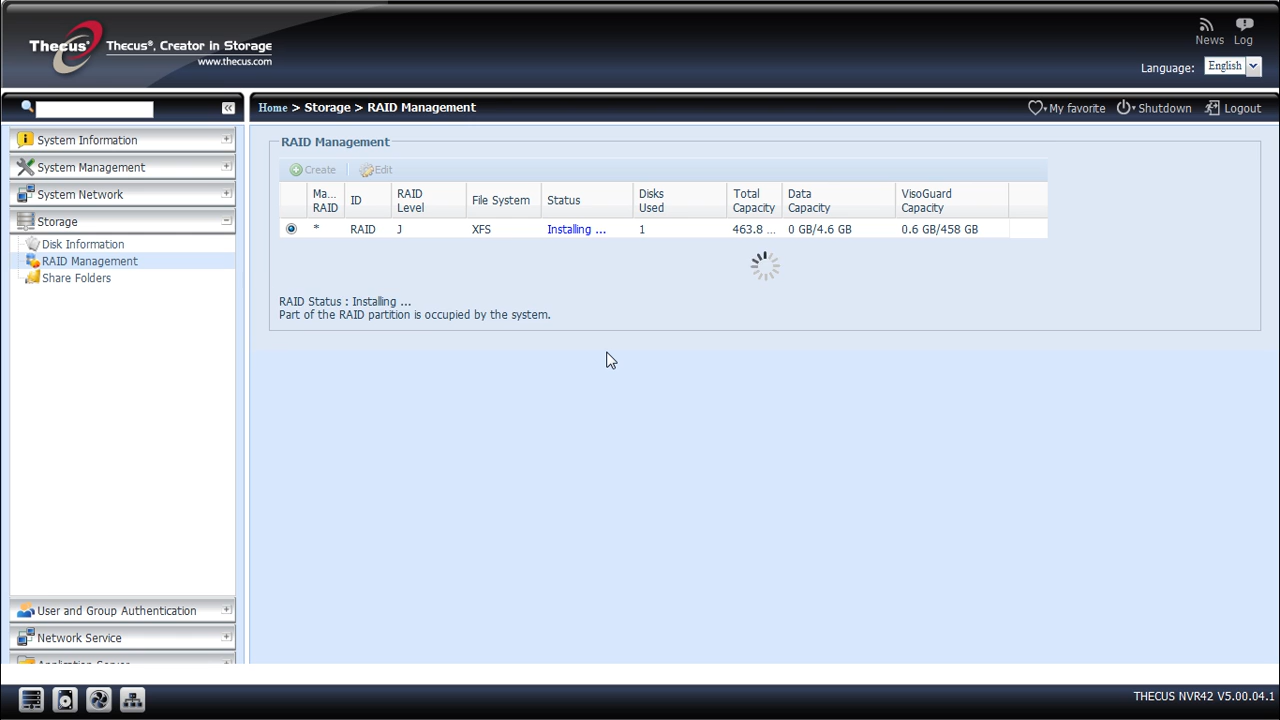 Thecus® Thecus®, Creator in Storage
www.thecus.com
News Log
Language: English
Home > Storage > RAID Management
My favorite Shutdown Logout
System Information
System Management
System Network
Storage
Disk Information
RAID Management
Share Folders
User and Group Authentication
Network Service
Application Server
RAID Management
Create Edit
Ma... RAID ID RAID Level File System Status Disks Used Total Capacity Data Capacity VisoGuard Capacity
* RAID J XFS Installing ... 1 463.8 ... 0 GB/4.6 GB 0.6 GB/458 GB
RAID Status : Installing ...
Part of the RAID partition is occupied by the system.
THECUS NVR42 V5.00.04.1